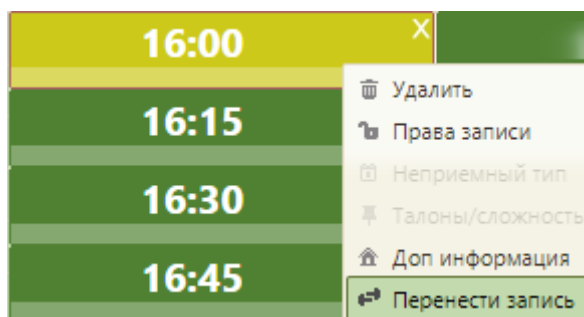 16:00
X
16:15
16:30
16:45
Удалить
Права записи
Неприемный тип
Талоны/сложность
Доп информация
Перенести запись